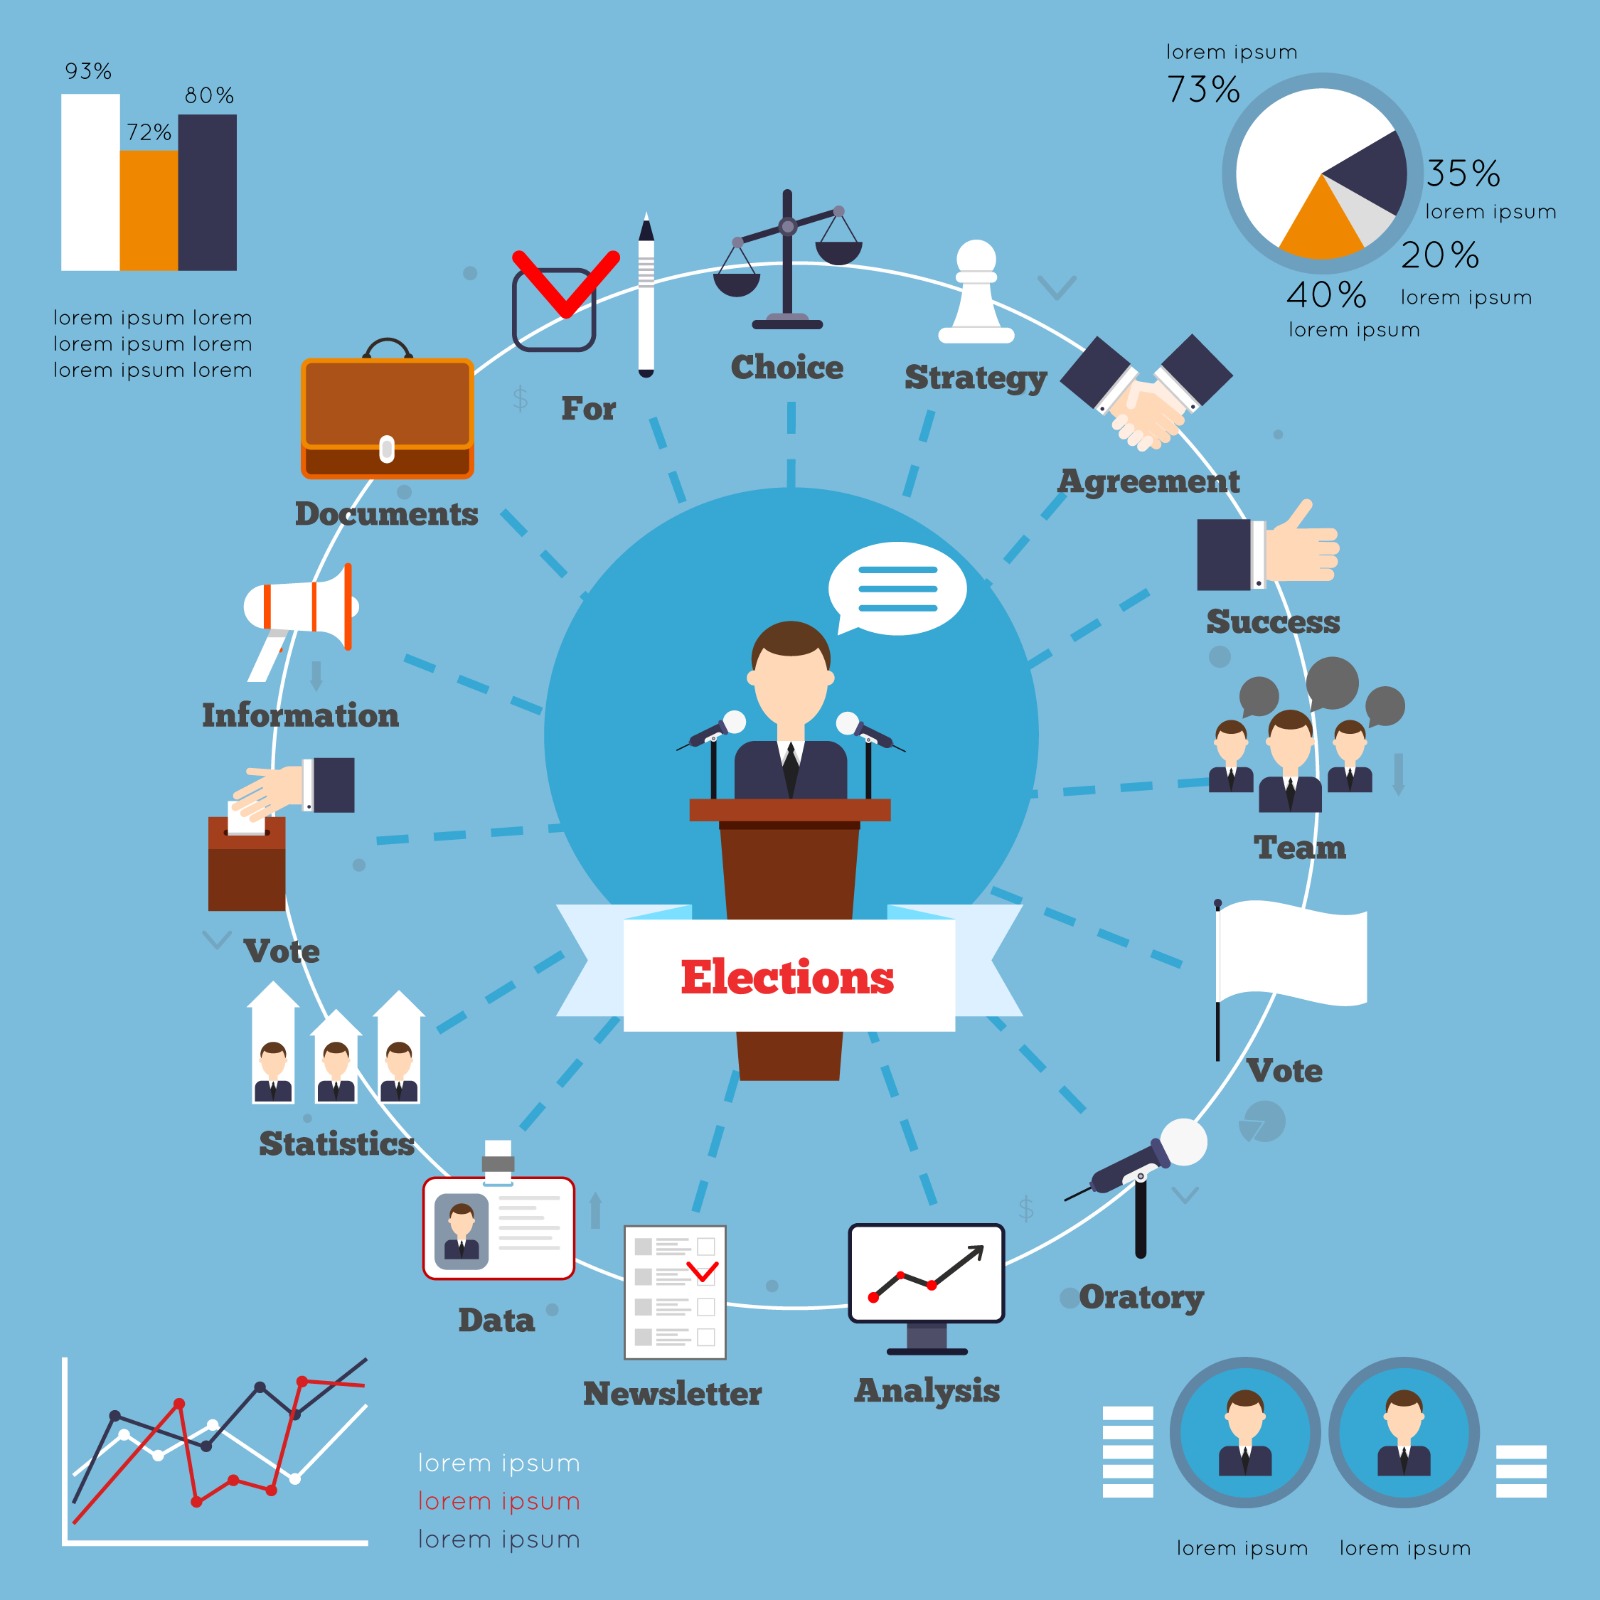 93%
72%
80%
lorem ipsum lorem
lorem ipsum lorem
lorem ipsum lorem
lorem ipsum
73%
35%
lorem ipsum
20%
lorem ipsum
40%
lorem ipsum
For
Choice
Strategy
Agreement
Success
Team
Vote
Oratory
Analysis
Newsletter
Data
Statistics
Vote
Information
Documents
$
$
Elections
lorem ipsum
lorem ipsum
lorem ipsum
lorem ipsum
lorem ipsum